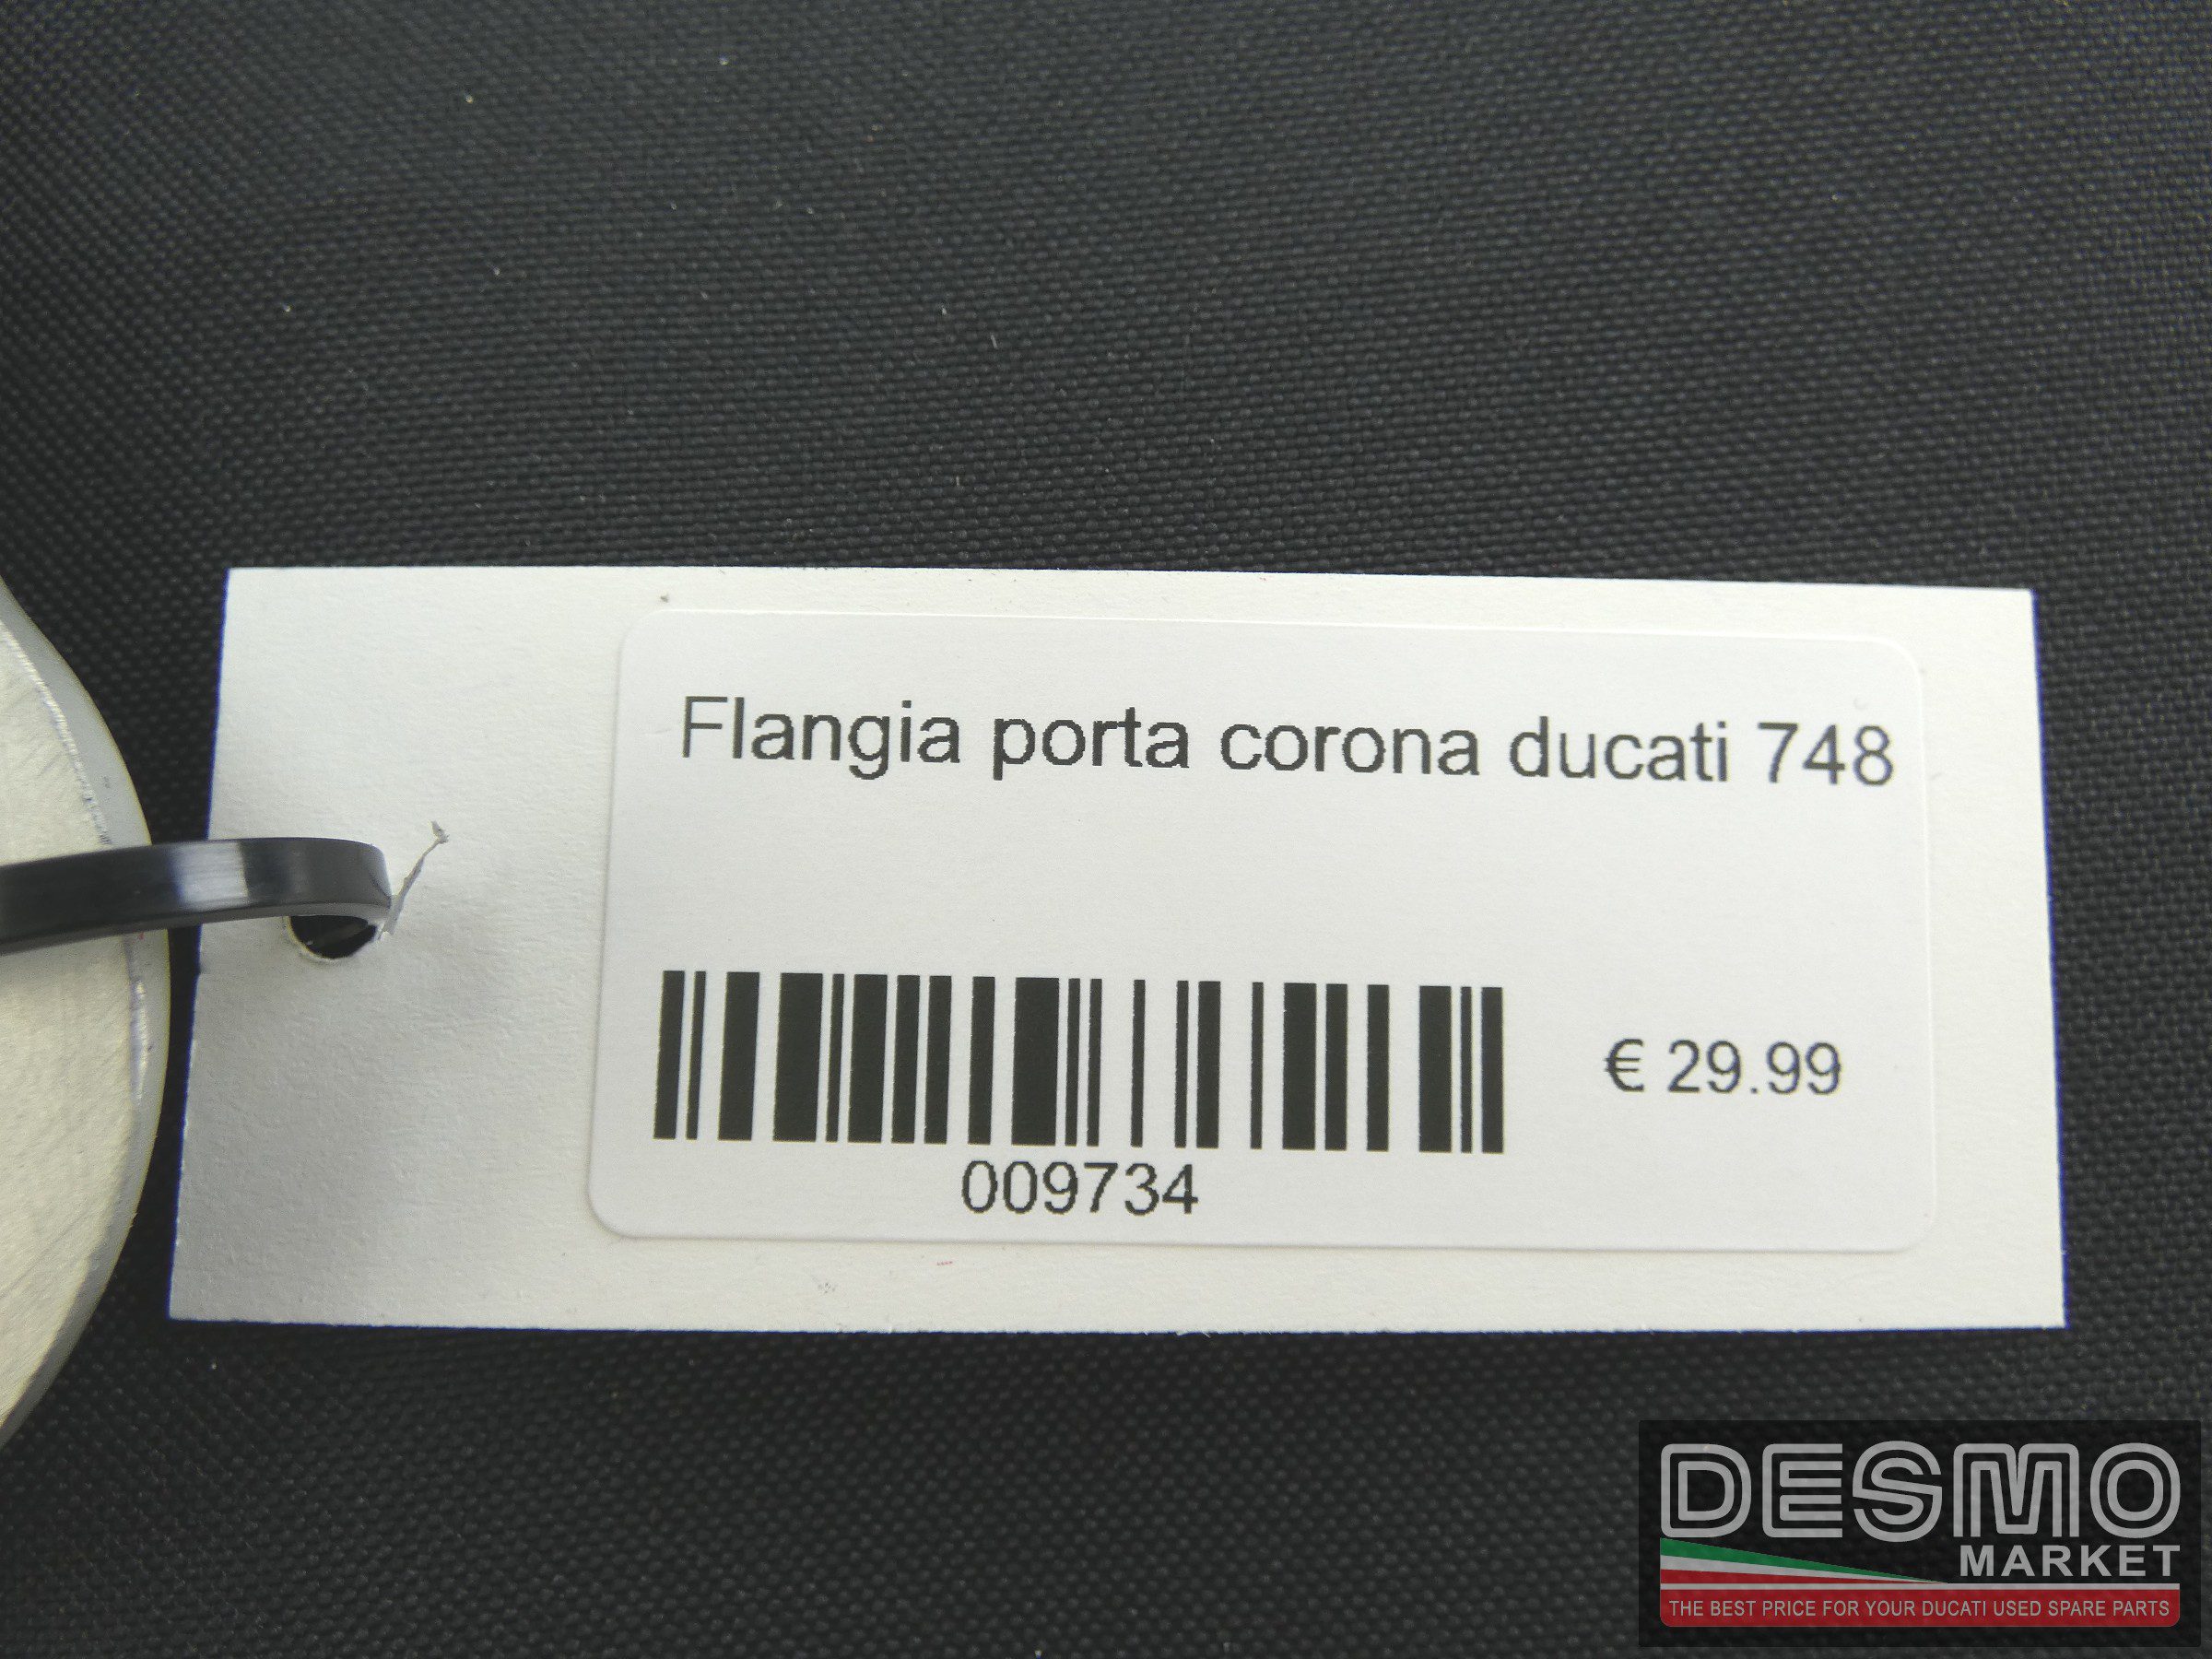 Flangia porta corona ducati 748
€ 29.99
009734
DESMO
MARKET
THE BEST PRICE FOR YOUR DUCATI USED SPARE PARTS